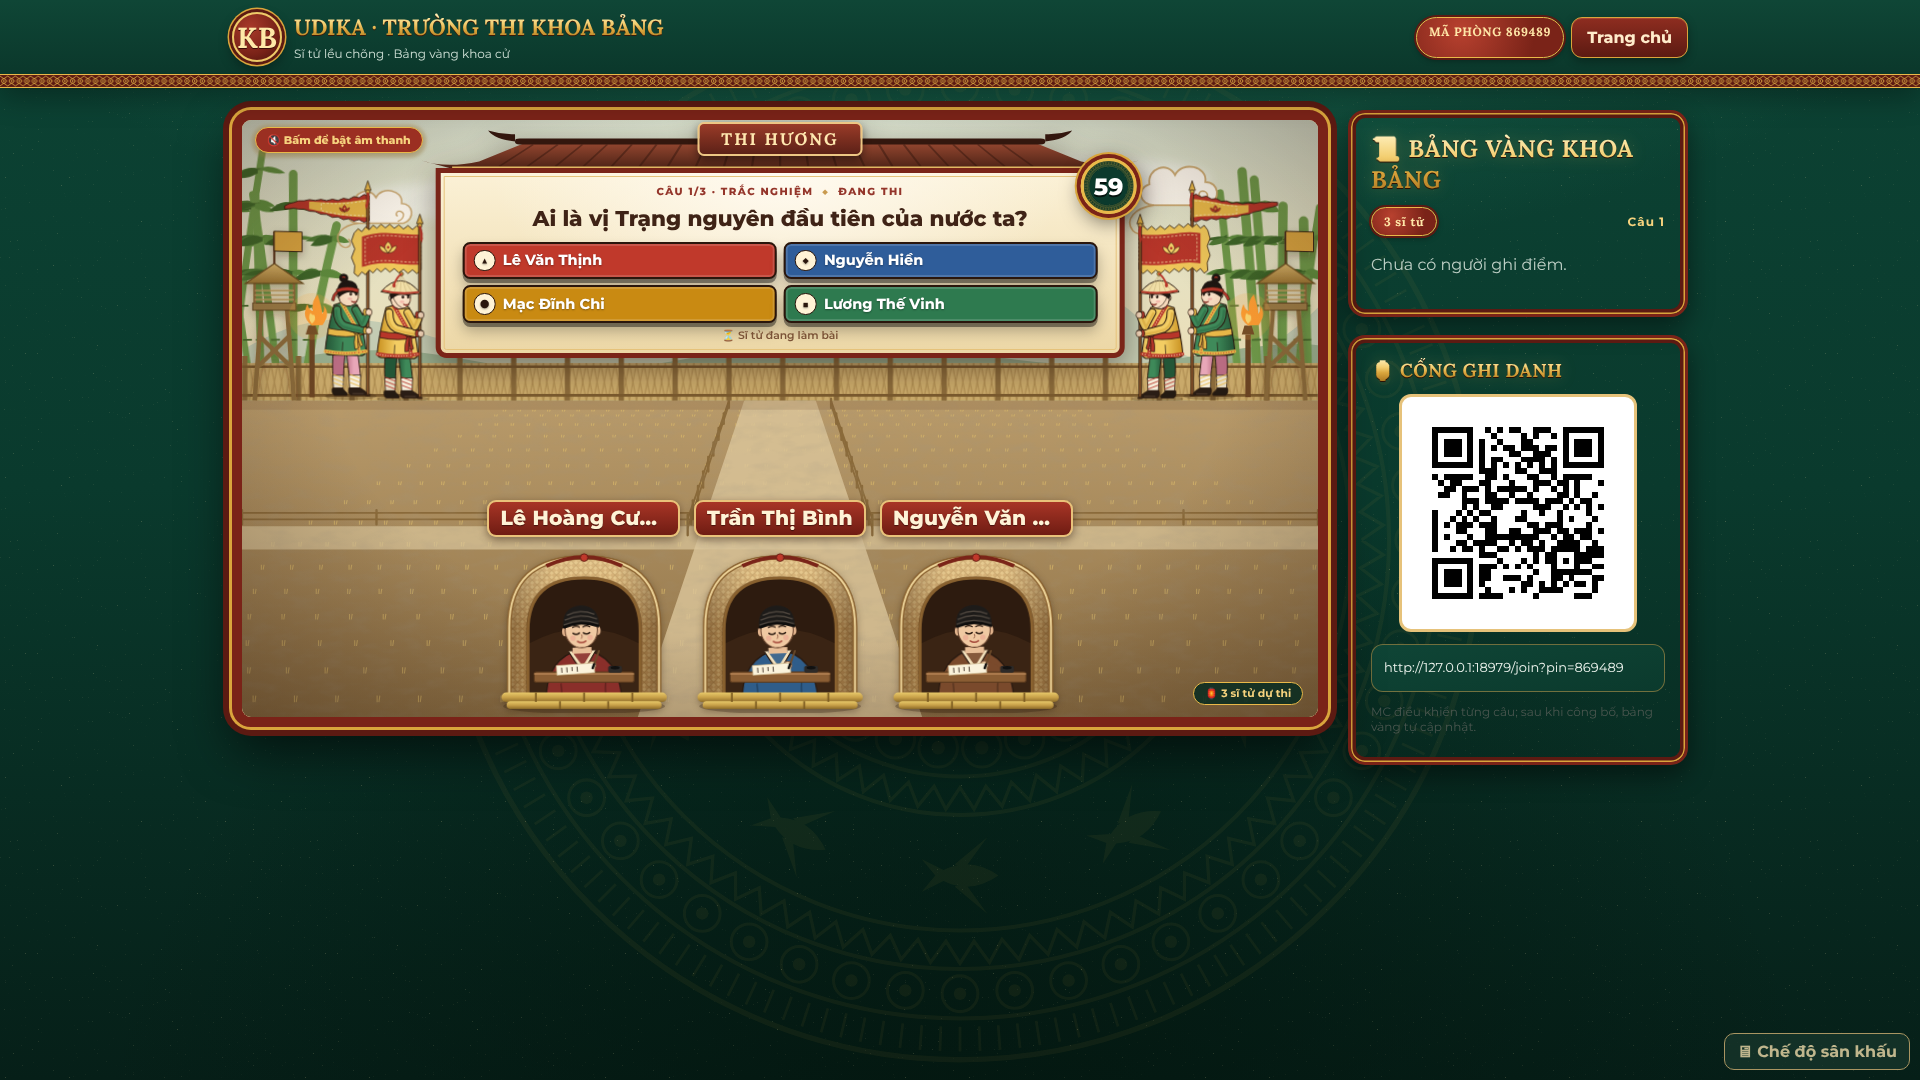 KB
UDIKA · TRƯỜNG THI KHOA BẢNG
Sĩ tử lều chõng · Bảng vàng khoa cử
MÃ PHÒNG 869489
Trang chủ
Bấm để bật âm thanh
THI HƯƠNG
CÂU 1/3 · TRẮC NGHIỆM ◆ ĐANG THI
59
Ai là vị Trạng nguyên đầu tiên của nước ta?
Lê Văn Thịnh
Nguyễn Hiền
Mạc Đĩnh Chi
Lương Thế Vinh
⏳ Sĩ tử đang làm bài
Lê Hoàng Cư...
Trần Thị Bình
Nguyễn Văn ...
3 sĩ tử dự thi
BẢNG VÀNG KHOA
BẢNG
3 sĩ tử
Câu 1
Chưa có người ghi điểm.
CỔNG GHI DANH
http://127.0.0.1:18979/join?pin=869489
MC điều khiển từng câu; sau khi công bố, bảng
vàng tự cập nhật.
Chế độ sân khấu